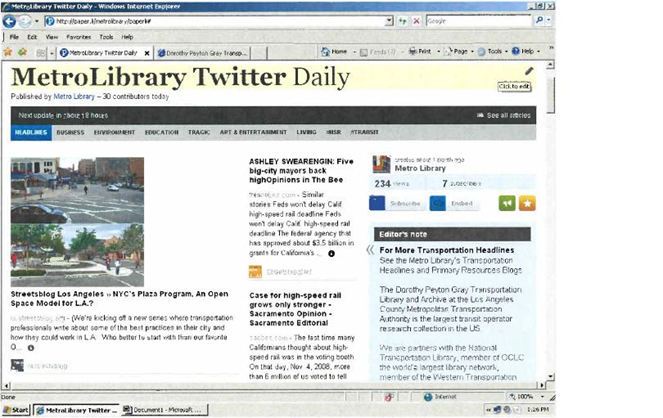 MetroLibrary Twitter Daily - Windows Internet Explorer
http://paper.li/metrolibrary/paperli#
Google
File Edit View Favorites Tools Help
MetroLibrary Twitter Daily
Dorothy Peyton Gray Transp...
Home Feeds Print Page Tools Help
MetroLibrary Twitter Daily
Published by Metro Library – 30 contributors today
Click to edit
Next update in about 18 hours
See all articles
HEADLINES BUSINESS ENVIRONMENT EDUCATION TRAGIC ART & ENTERTAINMENT LIVING #HSR #TRANSIT
Streetsblog Los Angeles » NYC's Plaza Program, An Open
Space Model for L.A.?
(We're kicking off a new series where transportation
professionals write about some of the best practices in their city and
how they could work in L.A. Who better to start with than our favorite
O...
ASHLEY SWEARENGIN: Five
big-city mayors back
highOpinions in The Bee
Similar
stories Feds won't delay Calif.
high-speed rail deadline Feds
won't delay Calif. high-speed rail
deadline The federal agency that
has approved about $3.5 billion in
grants for California's ...
Case for high-speed rail
grows only stronger -
Sacramento Opinion -
Sacramento Editorial
The last time many
Californians thought about high-
speed rail was in the voting booth
On that day, Nov. 4, 2008, more
than 6 million of us voted to tell
created about 1 month ago
Metro Library
234 views 7 subscribers
Subscribe Embed
Editor's note
For More Transportation Headlines
See the Metro Library's Transportation
Headlines and Primary Resources Blogs
The Dorothy Peyton Gray Transportation
Library and Archive at the Los Angeles
County Metropolitan Transportation
Authority is the largest transit operator
research collection in the US.
We are partners with the National
Transportation Library, member of OCLC
the world's largest library network,
member of the Western Transportation
Done
Internet
100%
Start
MetroLibrary Twitter ...
Document1 - Microsoft ...
1:26 PM